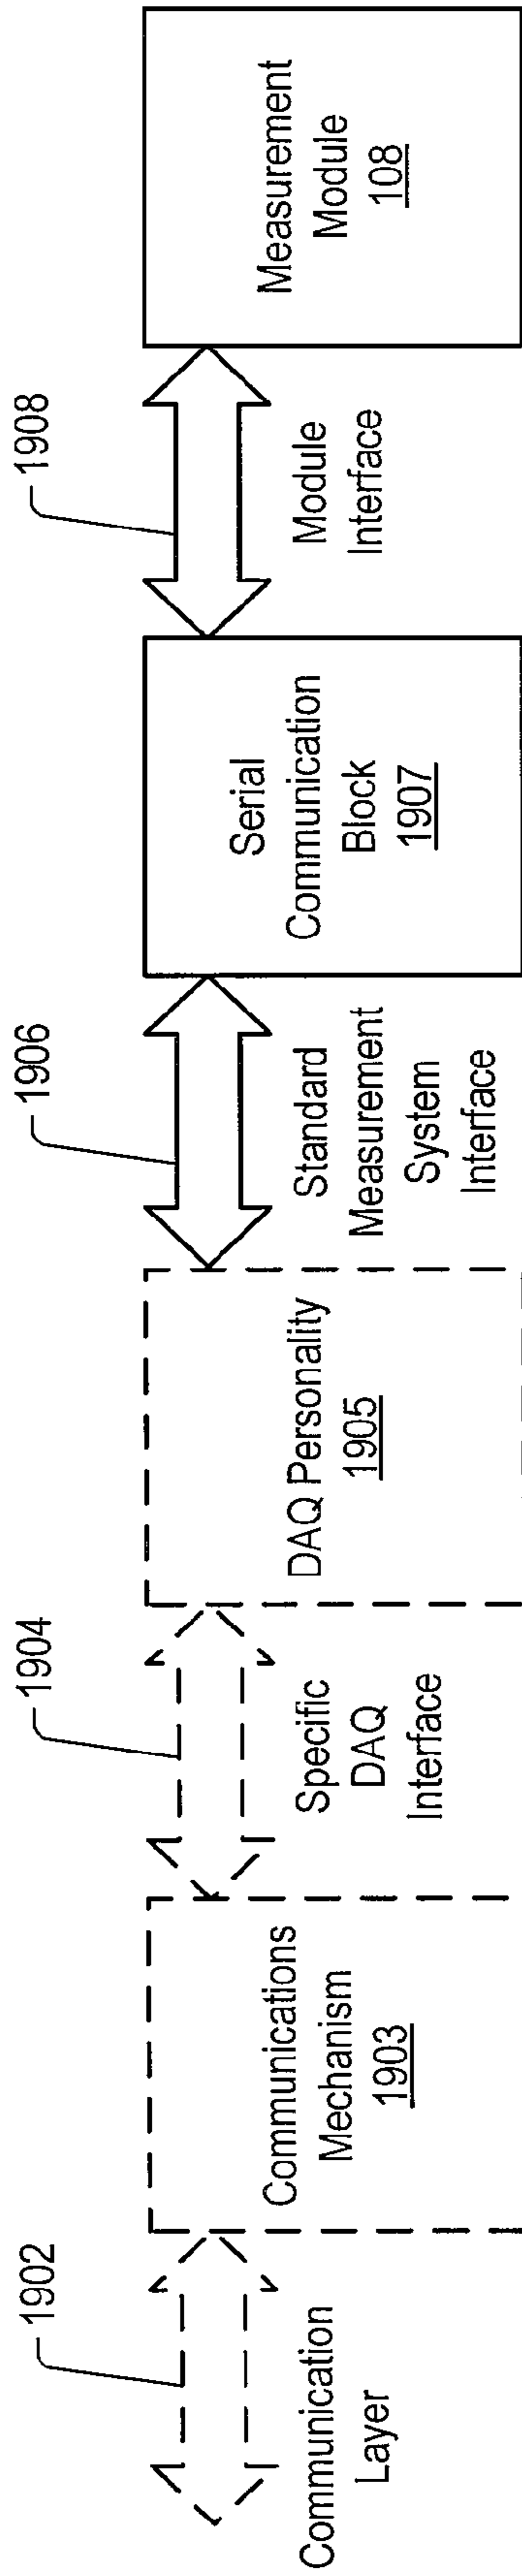 1902
Communication
Layer
Communications
Mechanism
1903
1904
Specific
DAQ
Interface
DAQ Personality
1905
1906
Standard
Measurement
System
Interface
Serial
Communication
Block
1907
1908
Module
Interface
Measurement
Module
108